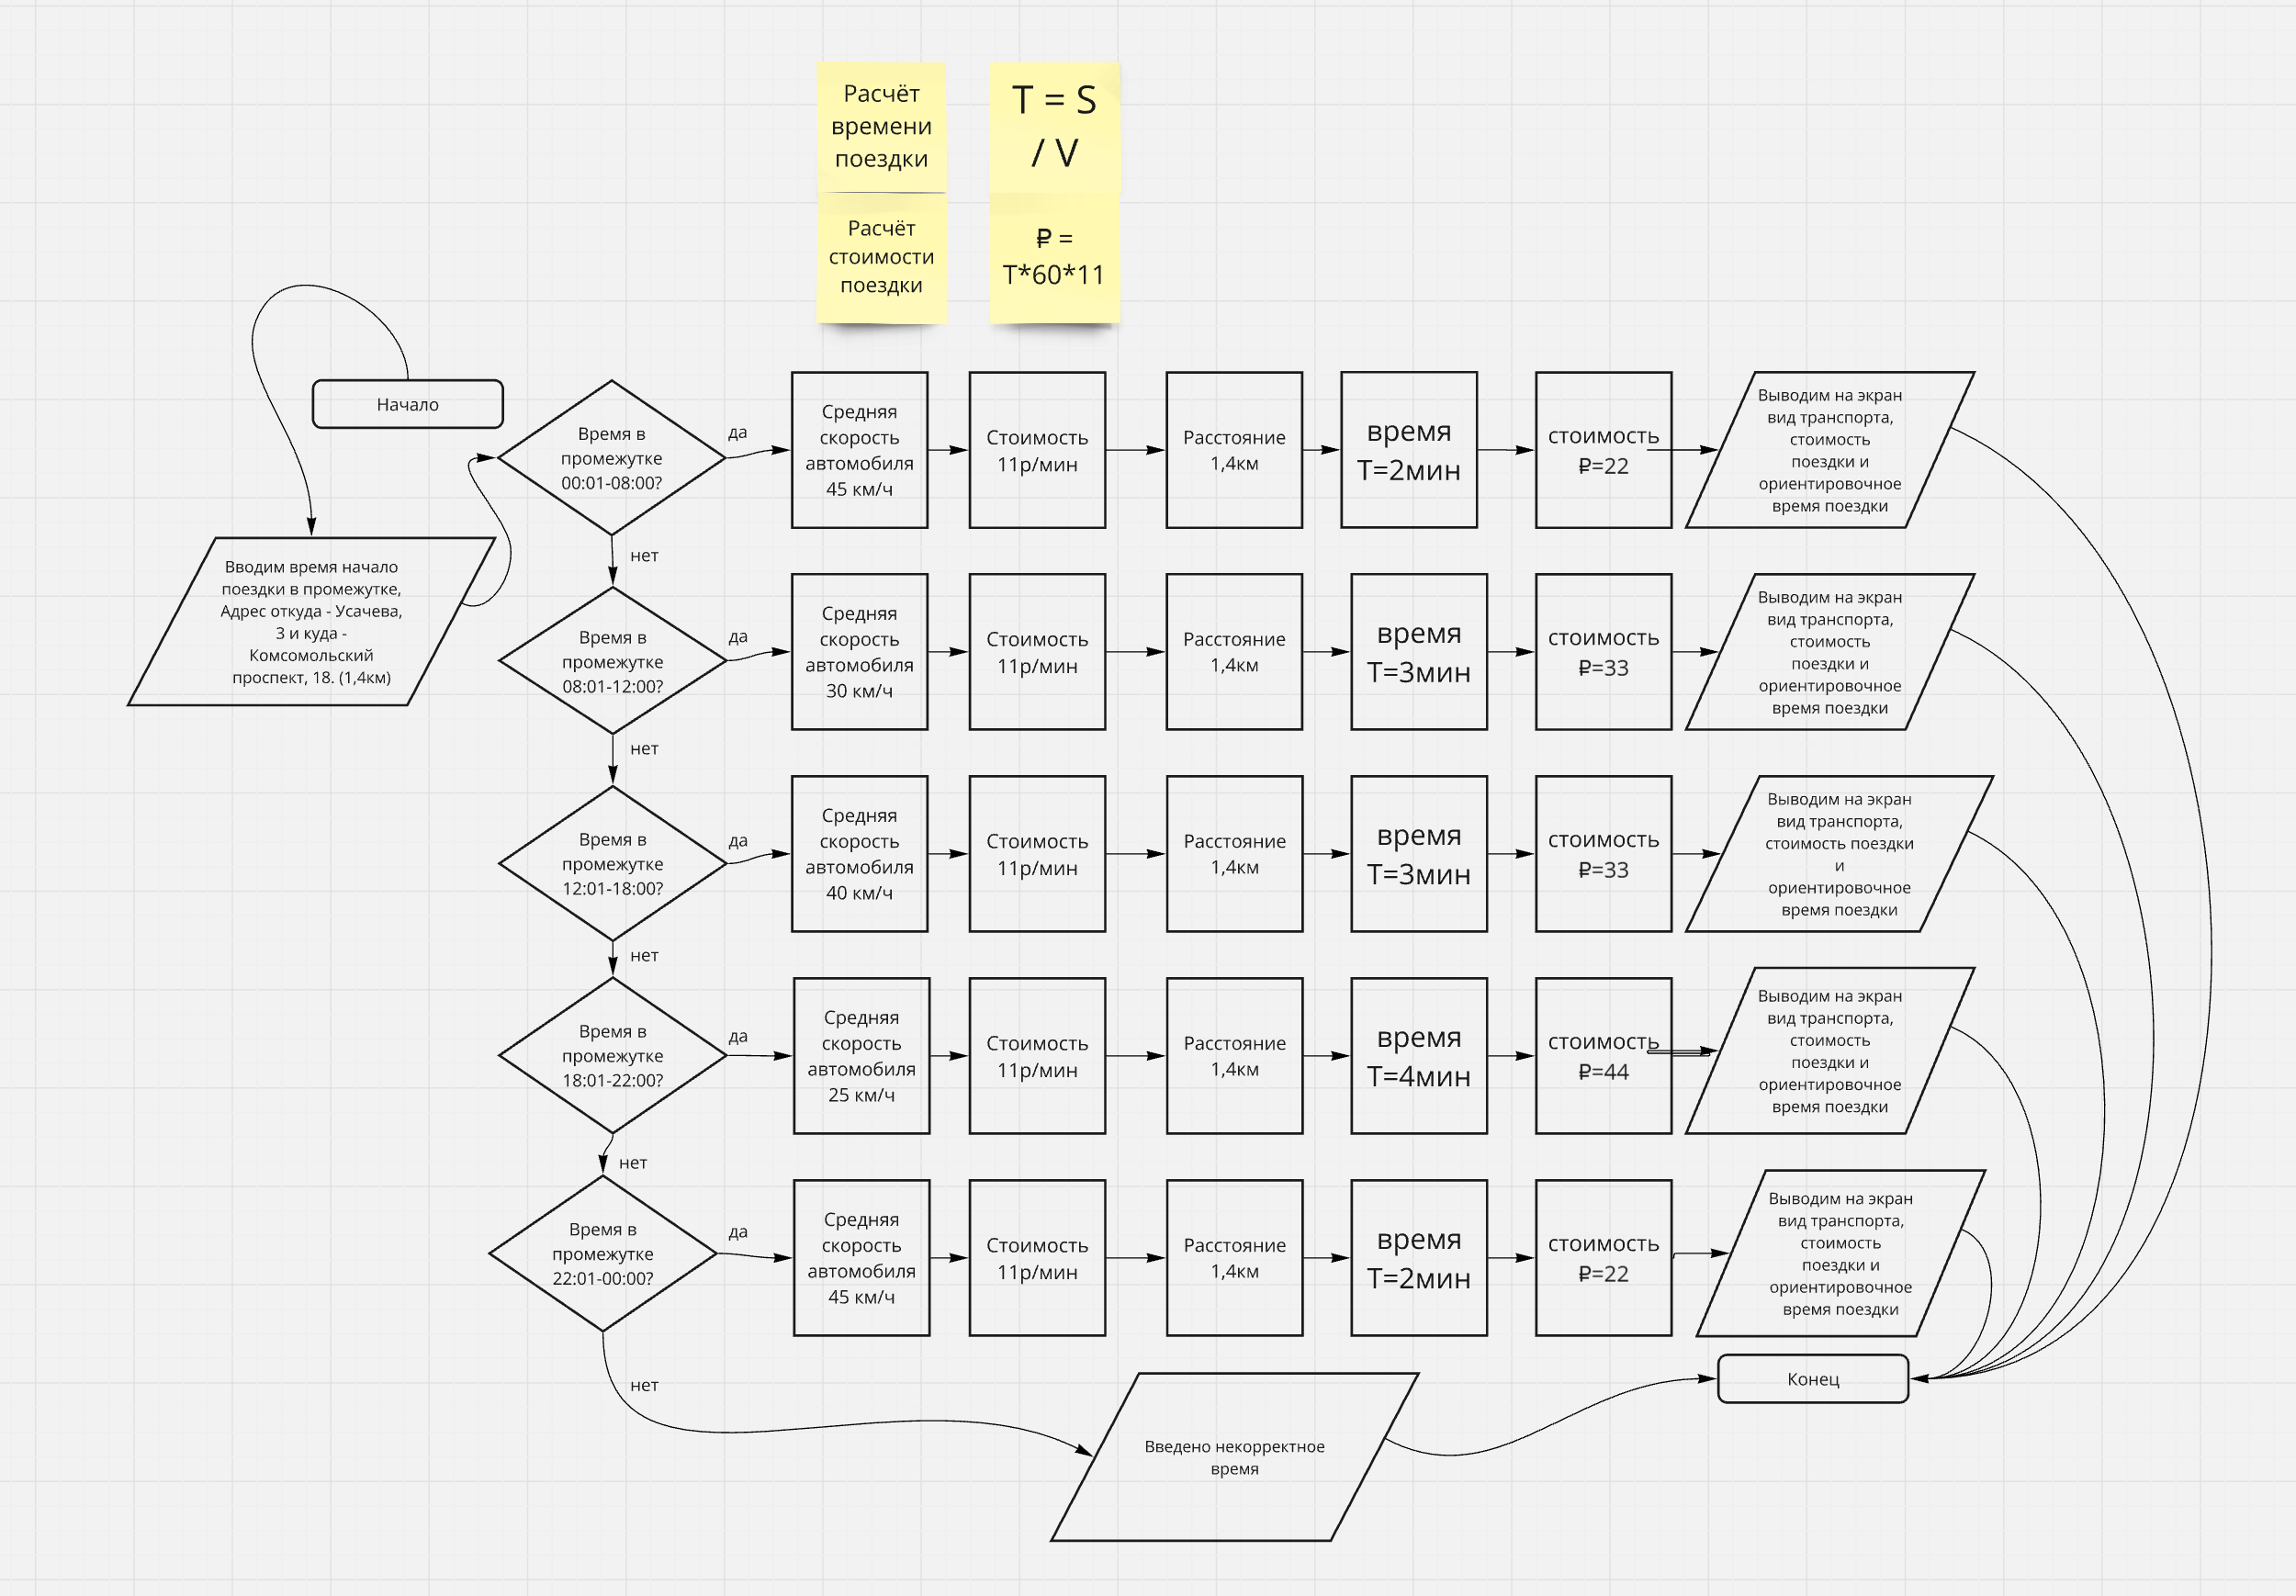 Расчёт
времени
поездки
T = S
/ V
Расчёт
стоимости
поездки
₽ =
T*60*11
Начало
Вводим время начало
поездки в промежутке,
Адрес откуда - Усачева,
3 и куда -
Комсомольский
проспект, 18. (1,4км)
Время в
промежутке
00:01-08:00?
да
нет
Средняя
скорость
автомобиля
45 км/ч
Стоимость
11р/мин
Расстояние
1,4км
время
T=2мин
стоимость
₽=22
Выводим на экран
вид транспорта,
стоимость
поездки и
ориентировочное
время поездки
Время в
промежутке
08:01-12:00?
да
нет
Средняя
скорость
автомобиля
30 км/ч
Стоимость
11р/мин
Расстояние
1,4км
время
T=3мин
стоимость
₽=33
Выводим на экран
вид транспорта,
стоимость
поездки и
ориентировочное
время поездки
Время в
промежутке
12:01-18:00?
да
нет
Средняя
скорость
автомобиля
40 км/ч
Стоимость
11р/мин
Расстояние
1,4км
время
T=3мин
стоимость
₽=33
Выводим на экран
вид транспорта,
стоимость поездки
и
ориентировочное
время поездки
Время в
промежутке
18:01-22:00?
да
нет
Средняя
скорость
автомобиля
25 км/ч
Стоимость
11р/мин
Расстояние
1,4км
время
T=4мин
стоимость
₽=44
Выводим на экран
вид транспорта,
стоимость
поездки и
ориентировочное
время поездки
Время в
промежутке
22:01-00:00?
да
нет
Средняя
скорость
автомобиля
45 км/ч
Стоимость
11р/мин
Расстояние
1,4км
время
T=2мин
стоимость
₽=22
Выводим на экран
вид транспорта,
стоимость
поездки и
ориентировочное
время поездки
Введено некорректное
время
Конец